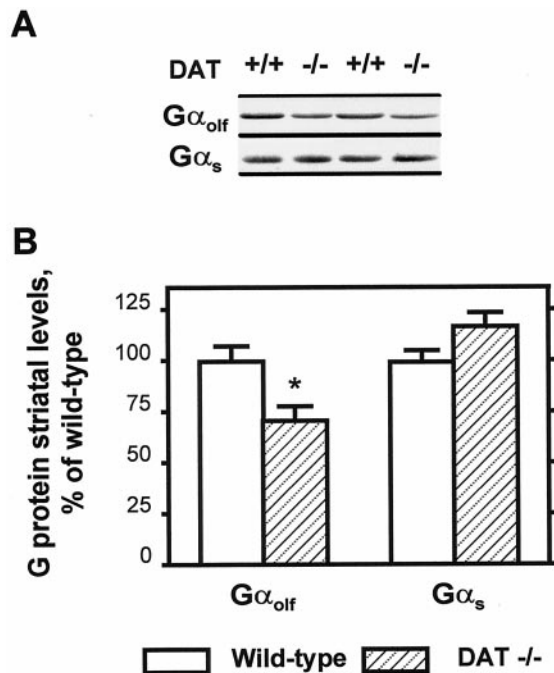 A
DAT +/+ -/- +/+ -/-
Gαolf
Gαs
B
G protein striatal levels,
% of wild-type
125
100
75
50
25
0
*
Gαolf Gαs
Wild-type DAT -/-